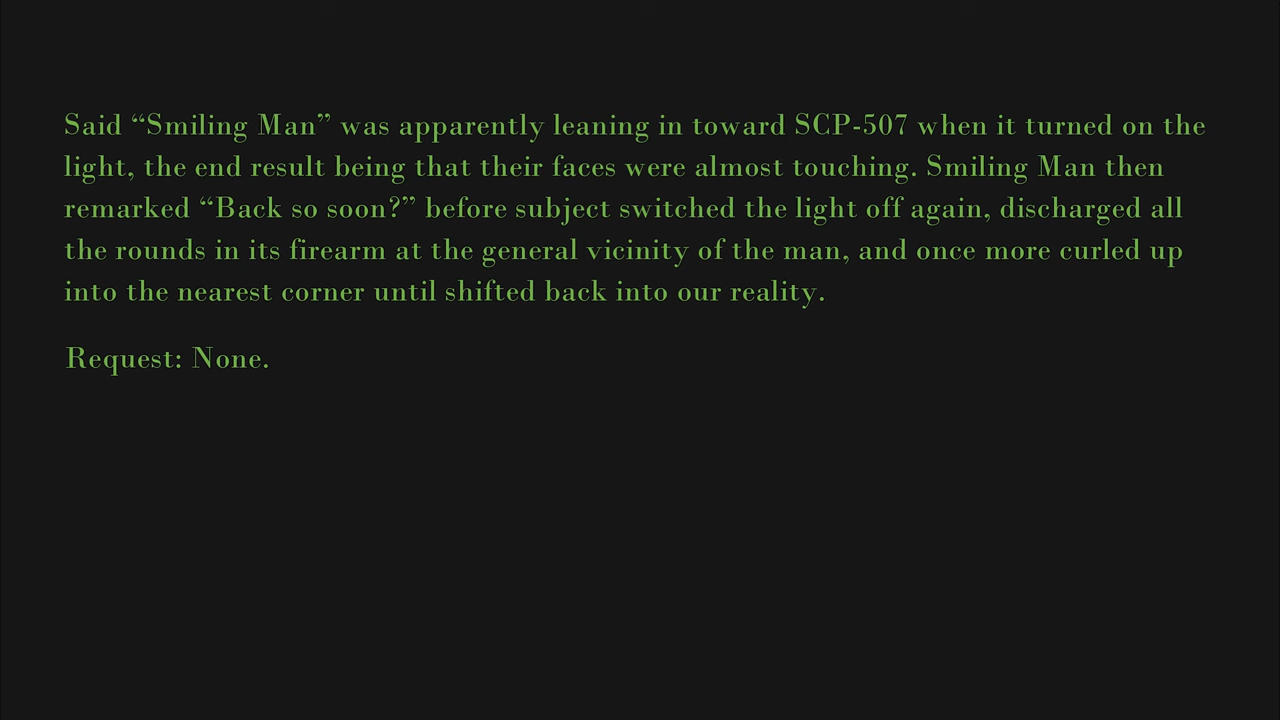 Said “Smiling Man” was apparently leaning in toward SCP-507 when it turned on the
light, the end result being that their faces were almost touching. Smiling Man then
remarked “Back so soon?” before subject switched the light off again, discharged all
the rounds in its firearm at the general vicinity of the man, and once more curled up
into the nearest corner until shifted back into our reality.
Request: None.